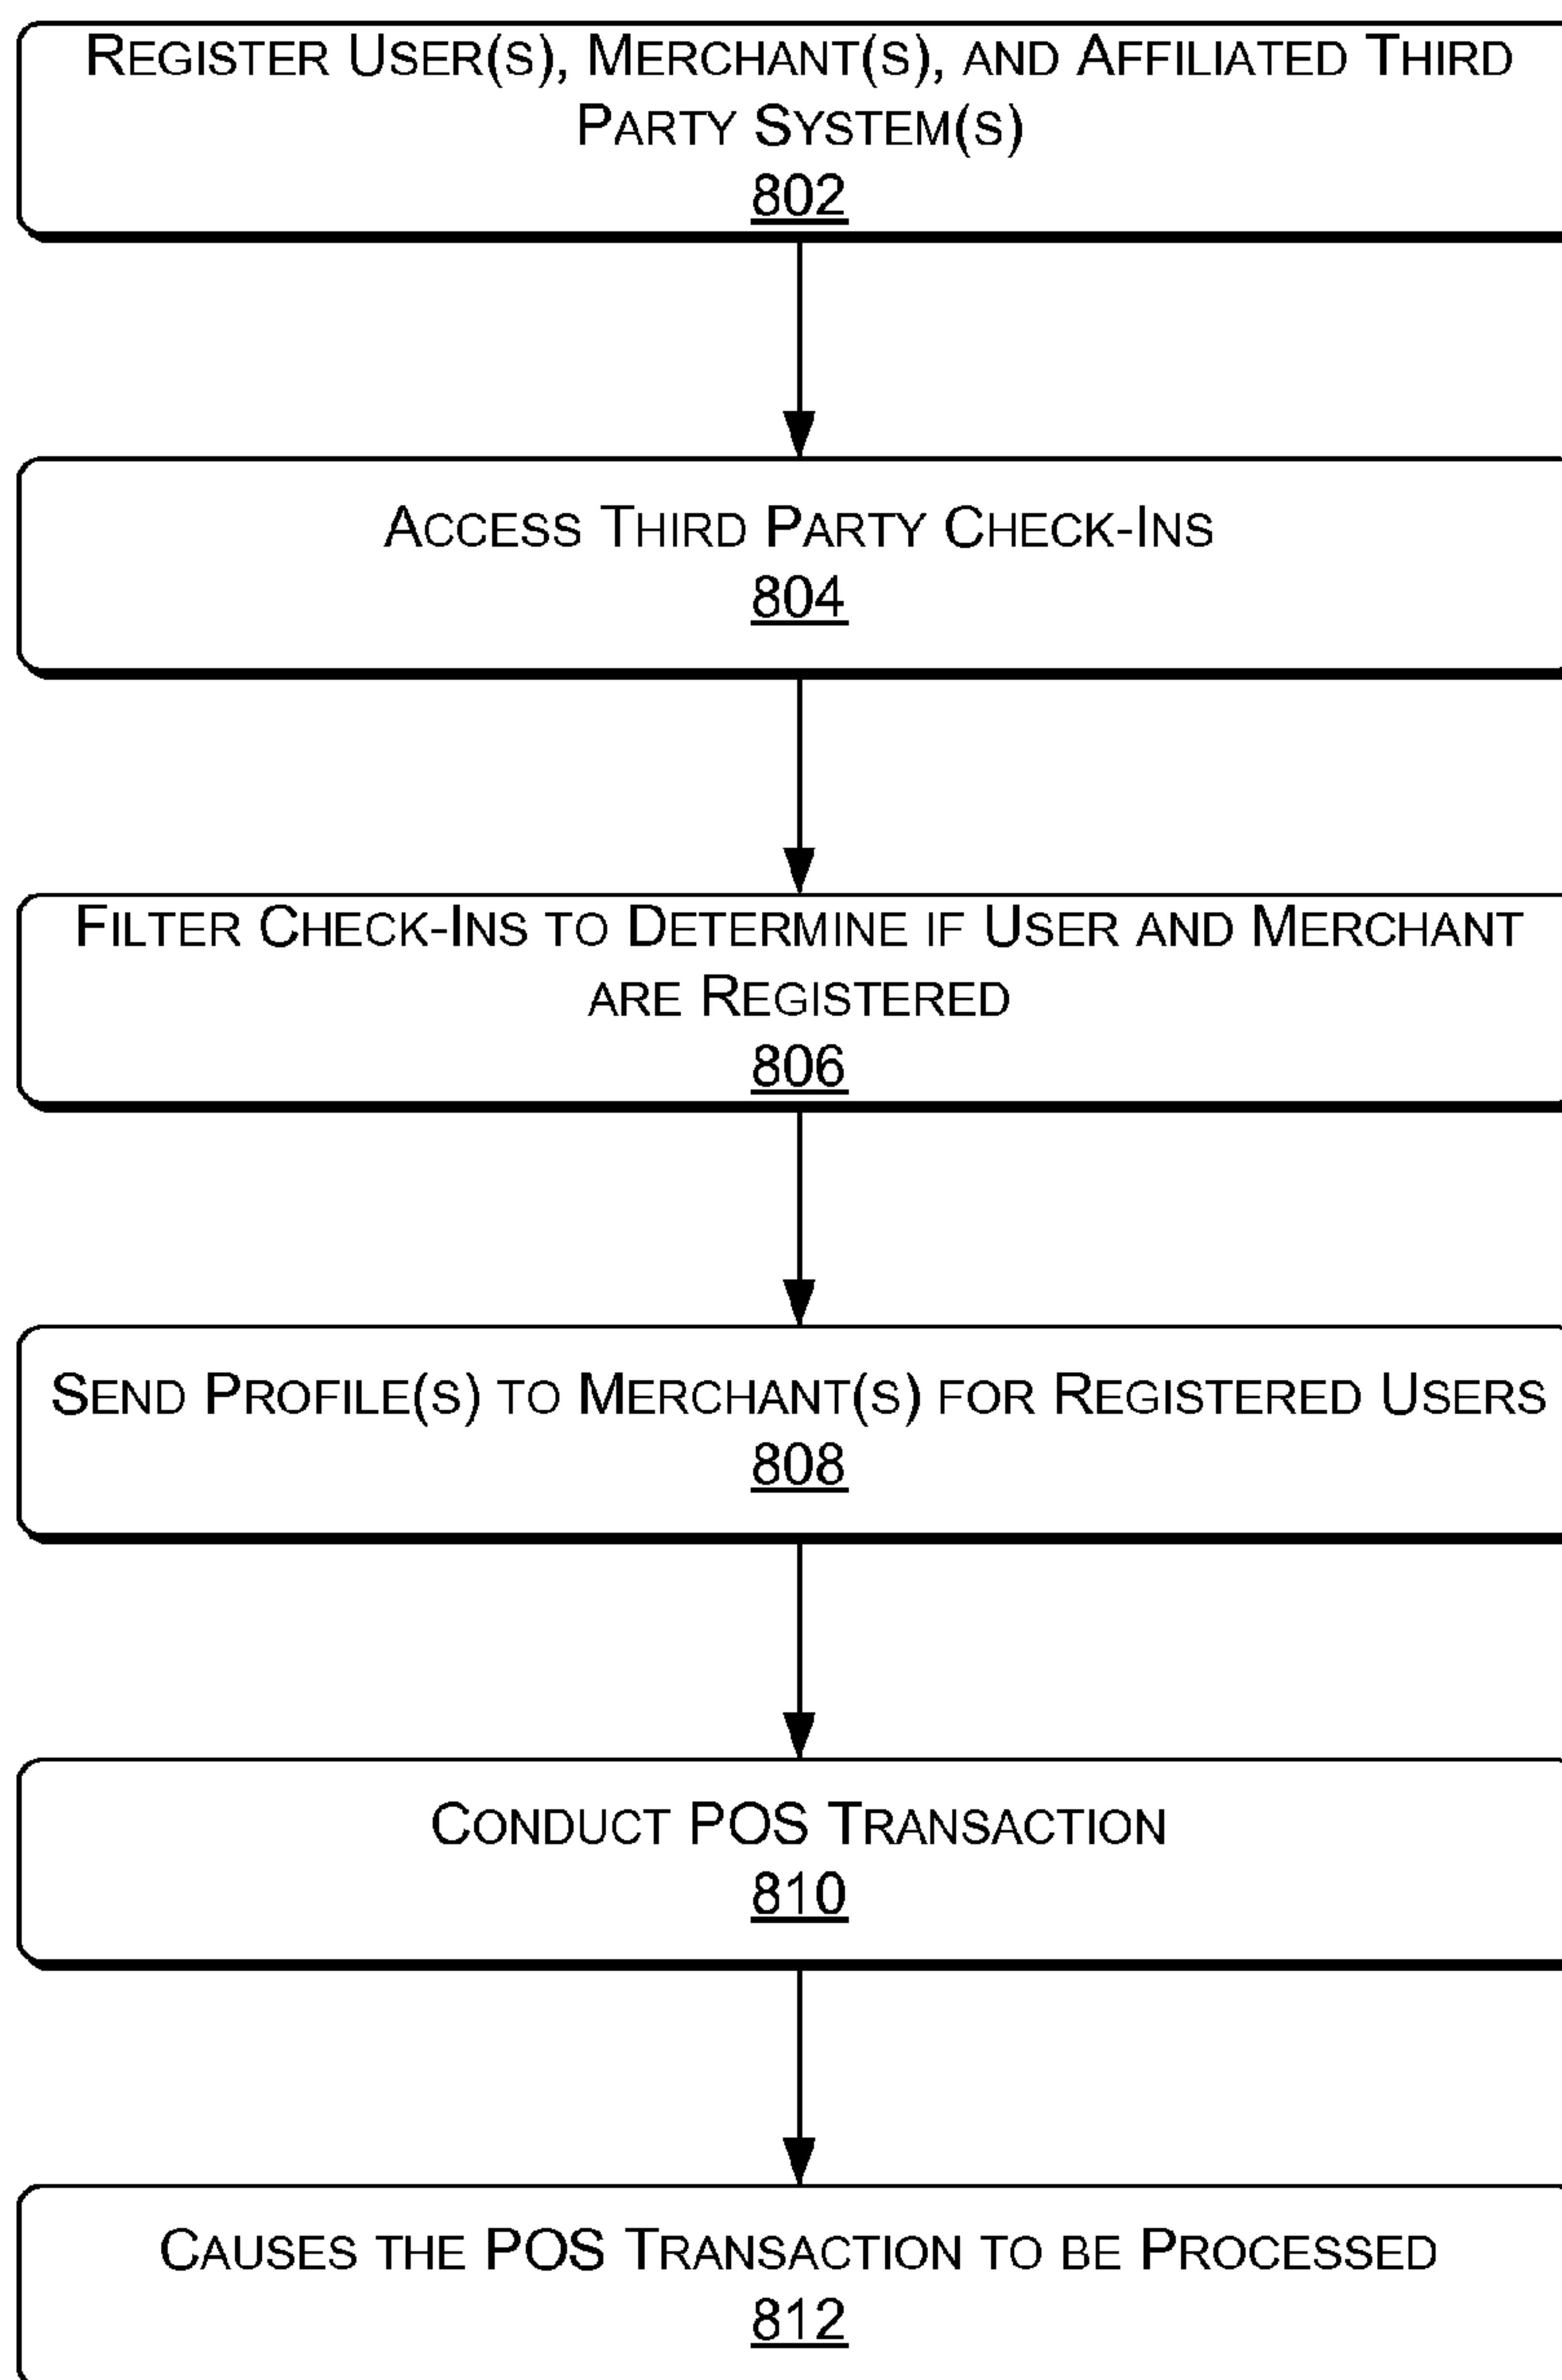 REGISTER USER(S), MERCHANT(S), AND AFFILIATED THIRD
PARTY SYSTEM(S)
802
ACCESS THIRD PARTY CHECK-INS
804
FILTER CHECK-INS TO DETERMINE IF USER AND MERCHANT
ARE REGISTERED
806
SEND PROFILE(S) TO MERCHANT(S) FOR REGISTERED USERS
808
CONDUCT POS TRANSACTION
810
CAUSES THE POS TRANSACTION TO BE PROCESSED
812